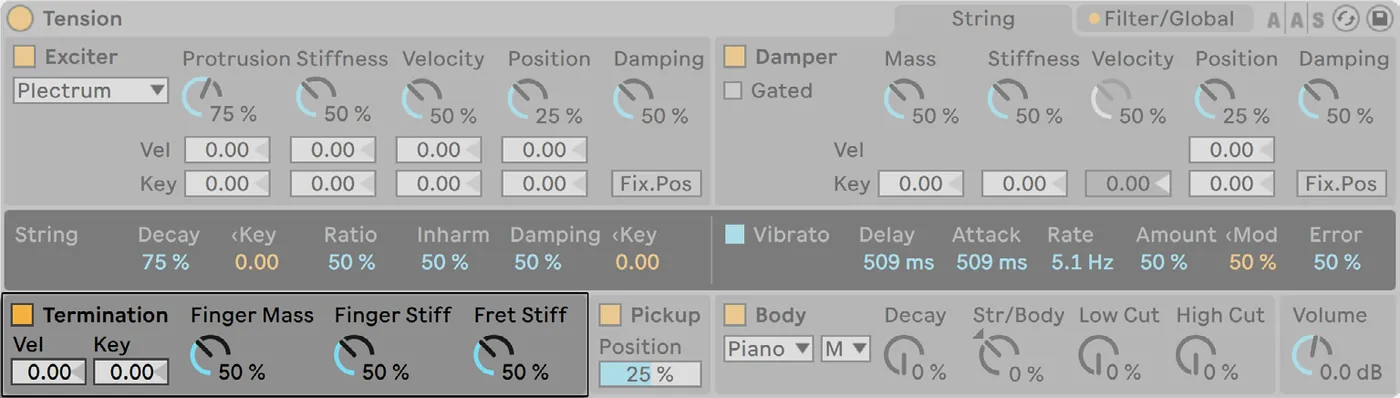 Tension String Filter/Global AAS
Exciter Protrusion Stiffness Velocity Position Damping
Plectrum 75 % 50 % 50 % 25 % 50 %
Vel 0.00 0.00 0.00 0.00
Key 0.00 0.00 0.00 0.00 Fix.Pos
Damper Mass Stiffness Velocity Position Damping
Gated 50 % 50 % 50 % 25 % 50 %
Vel 0.00
Key 0.00 0.00 0.00 0.00 Fix.Pos
String Decay ‹Key Ratio Inharm Damping ‹Key
75 % 0.00 50 % 50 % 50 % 0.00
Vibrato Delay Attack Rate Amount ‹Mod Error
509 ms 509 ms 5.1 Hz 50 % 50 % 50 %
Termination Finger Mass Finger Stiff Fret Stiff
Vel Key
0.00 0.00 50 % 50 % 50 %
Pickup
Position
25 %
Body Decay Str/Body Low Cut High Cut
Piano M 0 % 0 % 0 % 0 %
Volume
0.0 dB